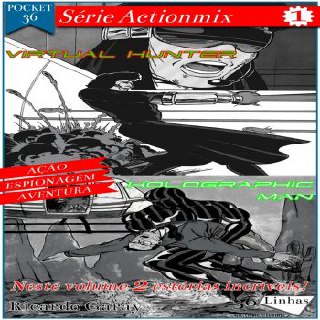 POCKET
36
Série Actionmix
1
VIRTUAL HUNTER
AÇÃO
ESPIONAGEM
AVENTURA
HOLOGRAPHIC
MAN
Neste volume 2 estórias incríveis!
Ricardo Garay
36 Linhas